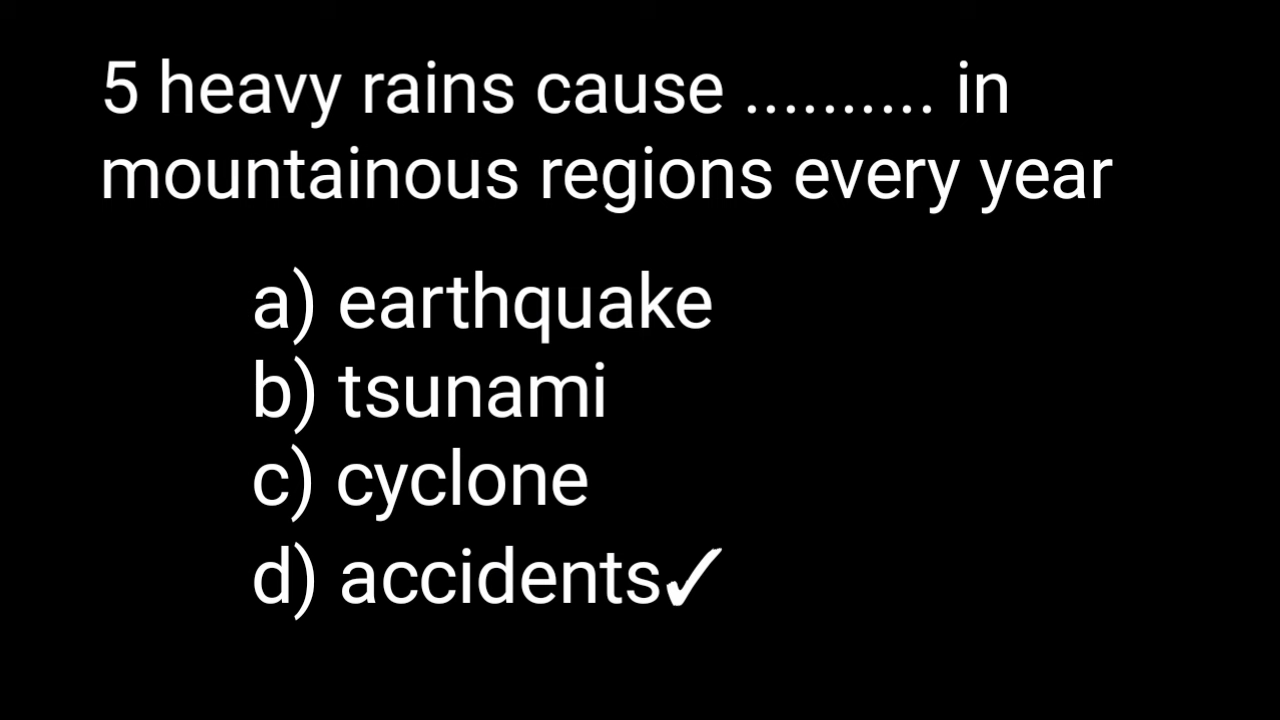 5 heavy rains cause .......... in
mountainous regions every year
a) earthquake
b) tsunami
c) cyclone
d) accidents✓